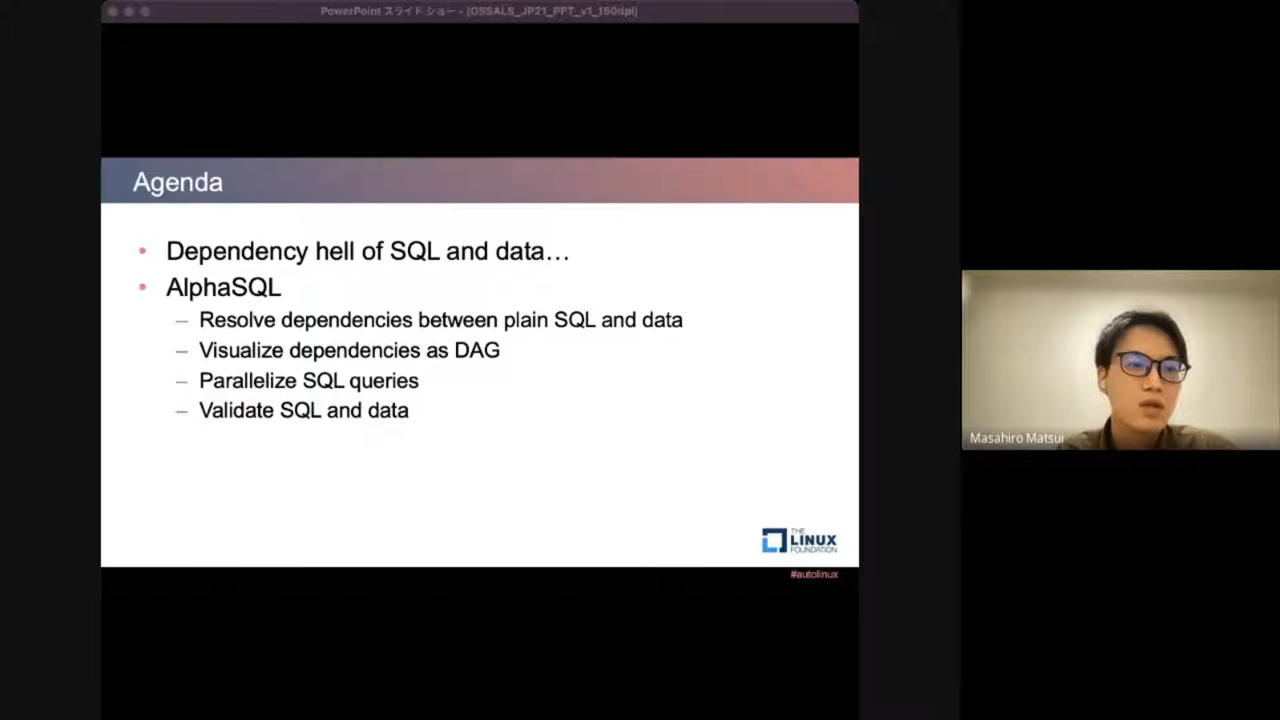 PowerPoint スライド ショー - [OSSALS_JP21_PPT_v1_150dpi]
Agenda
• Dependency hell of SQL and data…
• AlphaSQL
– Resolve dependencies between plain SQL and data
– Visualize dependencies as DAG
– Parallelize SQL queries
– Validate SQL and data
THE
LINUX
FOUNDATION
#autolinux
Masahiro Matsui